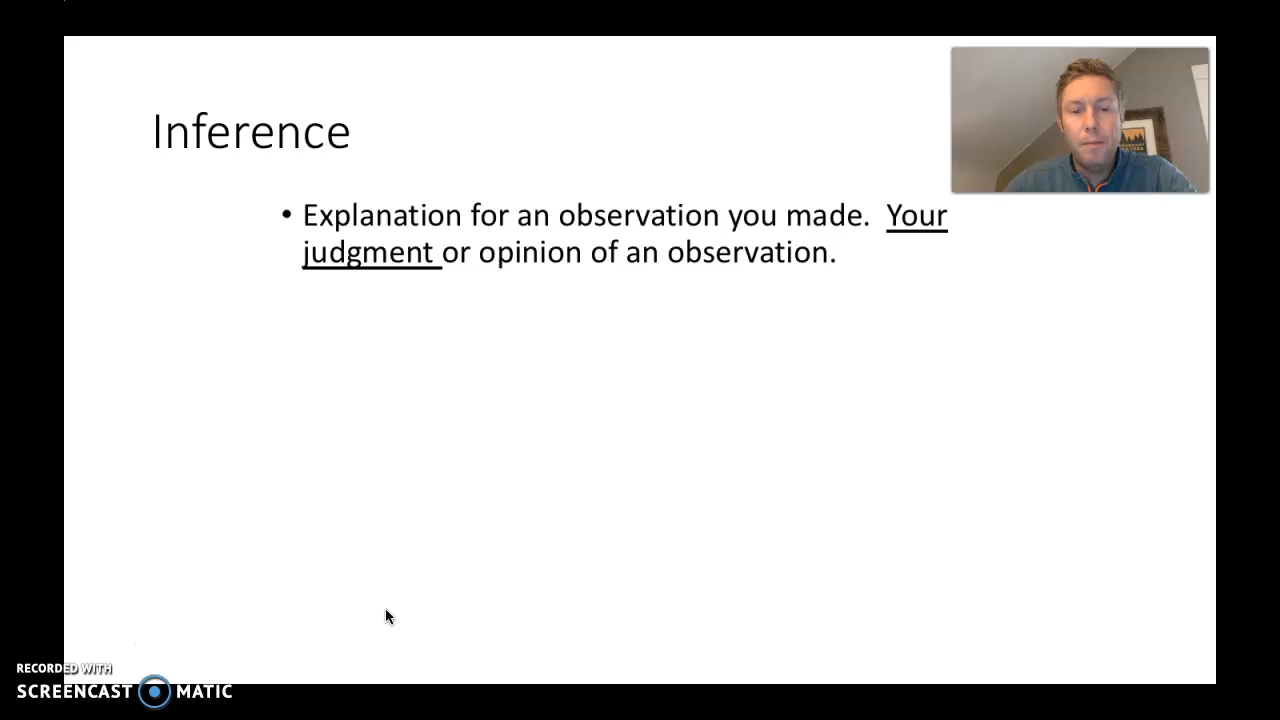 Inference
• Explanation for an observation you made.  Your
judgment or opinion of an observation.
RECORDED WITH
SCREENCAST MATIC